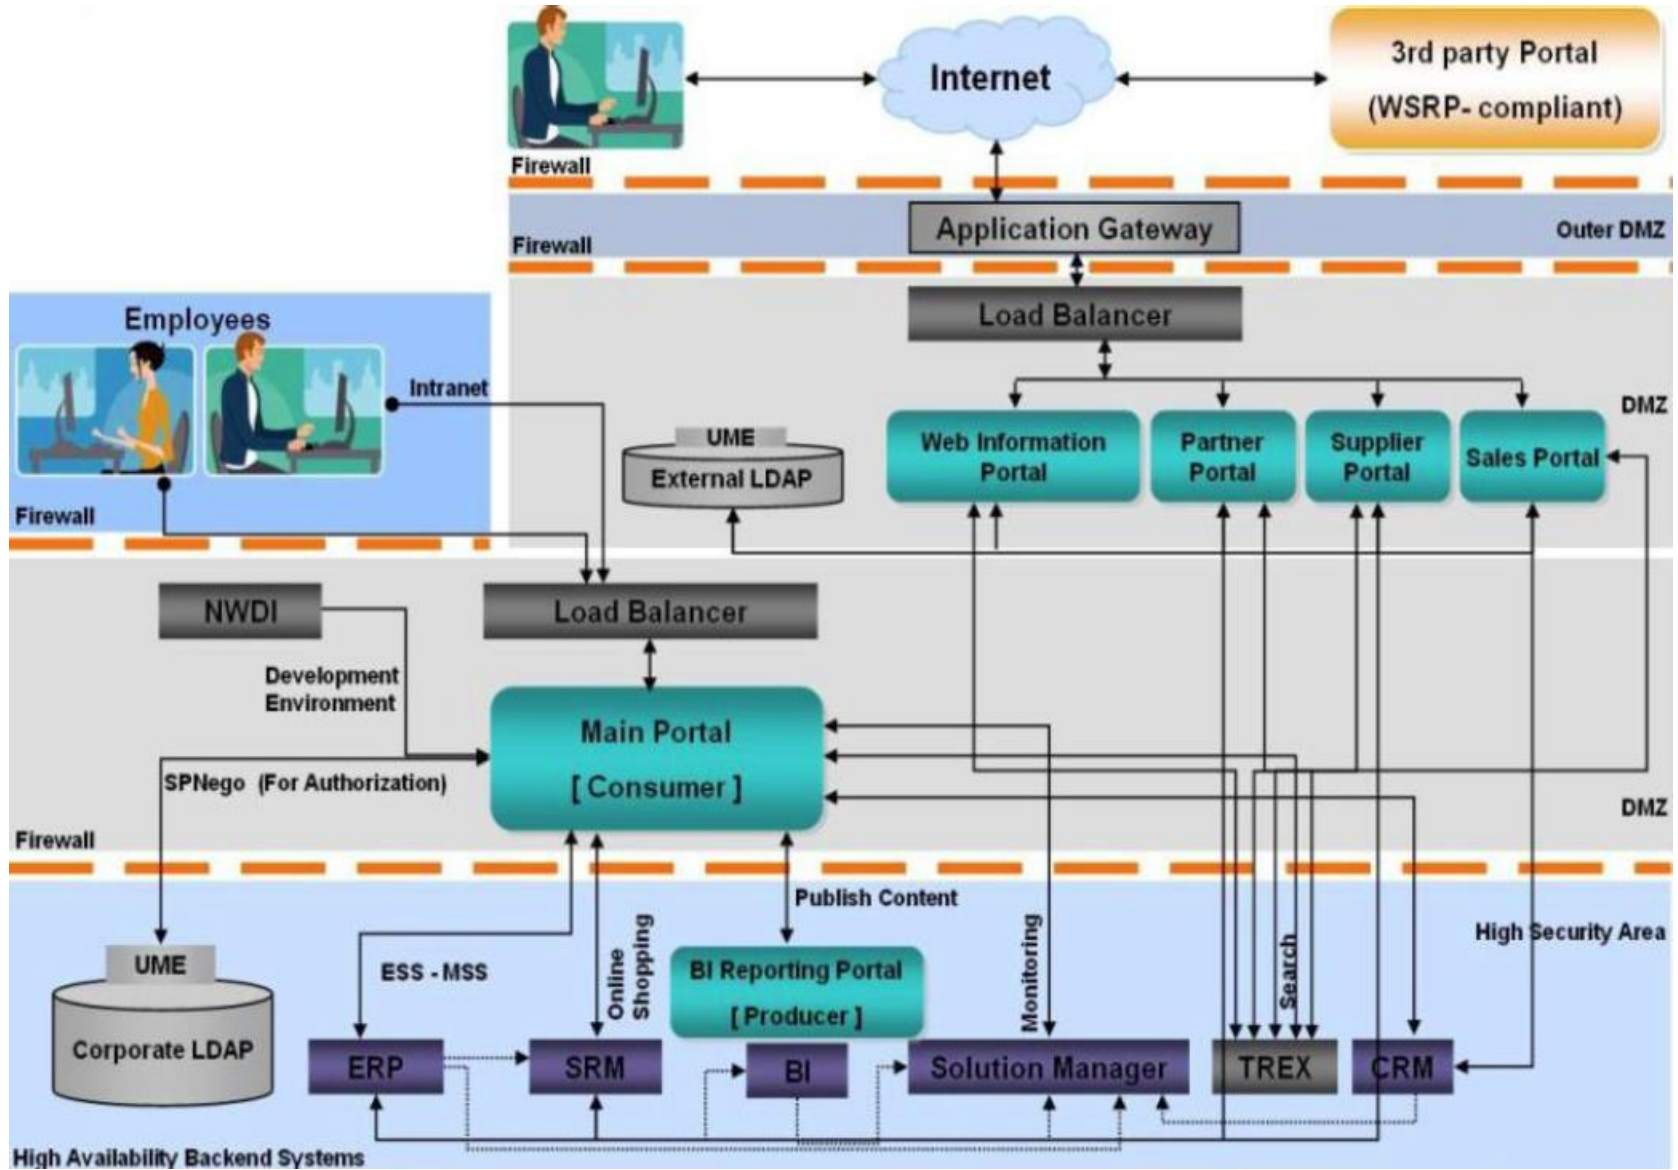 Internet
3rd party Portal
(WSRP- compliant)
Firewall
Application Gateway
Outer DMZ
Firewall
Load Balancer
Employees
Intranet
DMZ
UME
External LDAP
Web Information
Portal
Partner
Portal
Supplier
Portal
Sales Portal
Firewall
NWDI
Load Balancer
Development
Environment
Main Portal
[ Consumer ]
SPNego (For Authorization)
DMZ
Firewall
Publish Content
High Security Area
UME
Corporate LDAP
ESS - MSS
Online
Shopping
BI Reporting Portal
[ Producer ]
Monitoring
Search
ERP
SRM
BI
Solution Manager
TREX
CRM
High Availability Backend Systems